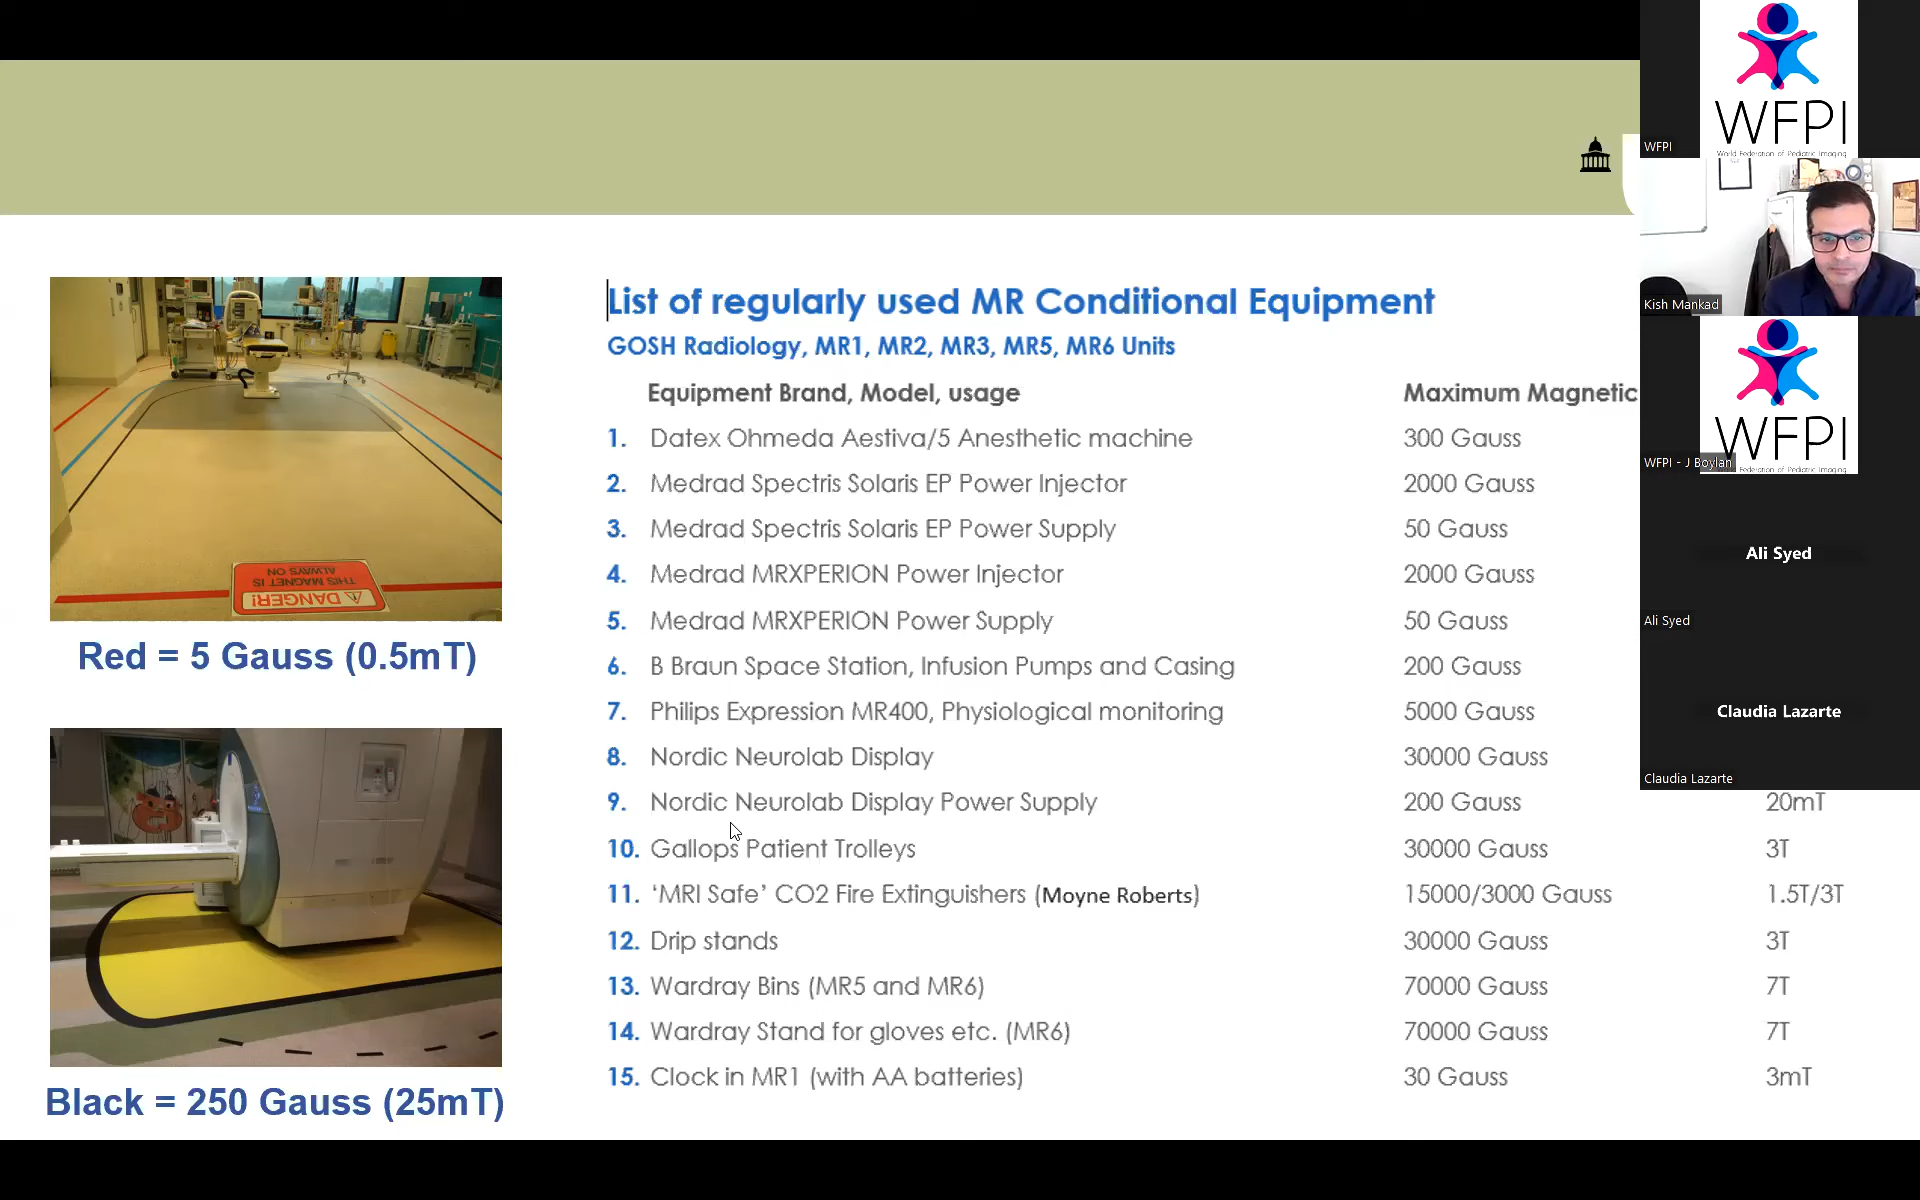 List of regularly used MR Conditional Equipment
GOSH Radiology, MR1, MR2, MR3, MR5, MR6 Units
Equipment Brand, Model, usage Maximum Magnetic
1. Datex Ohmeda Aestiva/5 Anesthetic machine 300 Gauss
2. Medrad Spectris Solaris EP Power Injector 2000 Gauss
3. Medrad Spectris Solaris EP Power Supply 50 Gauss
4. Medrad MRXPERION Power Injector 2000 Gauss
5. Medrad MRXPERION Power Supply 50 Gauss
6. B Braun Space Station, Infusion Pumps and Casing 200 Gauss
7. Philips Expression MR400, Physiological monitoring 5000 Gauss
8. Nordic Neurolab Display 30000 Gauss
9. Nordic Neurolab Display Power Supply 200 Gauss 20mT
10. Gallops Patient Trolleys 30000 Gauss 3T
11. ‘MRI Safe’ CO2 Fire Extinguishers (Moyne Roberts) 15000/3000 Gauss 1.5T/3T
12. Drip stands 30000 Gauss 3T
13. Wardray Bins (MR5 and MR6) 70000 Gauss 7T
14. Wardray Stand for gloves etc. (MR6) 70000 Gauss 7T
15. Clock in MR1 (with AA batteries) 30 Gauss 3mT
DANGER!
THIS MAGNET IS
ALWAYS ON
Red = 5 Gauss (0.5mT)
Black = 250 Gauss (25mT)
WFPI
World Federation of Pediatric Imaging
WFPI
Kish Mankad
WFPI
Federation of Pediatric Imaging
WFPI - J Boylan
Ali Syed
Ali Syed
Claudia Lazarte
Claudia Lazarte